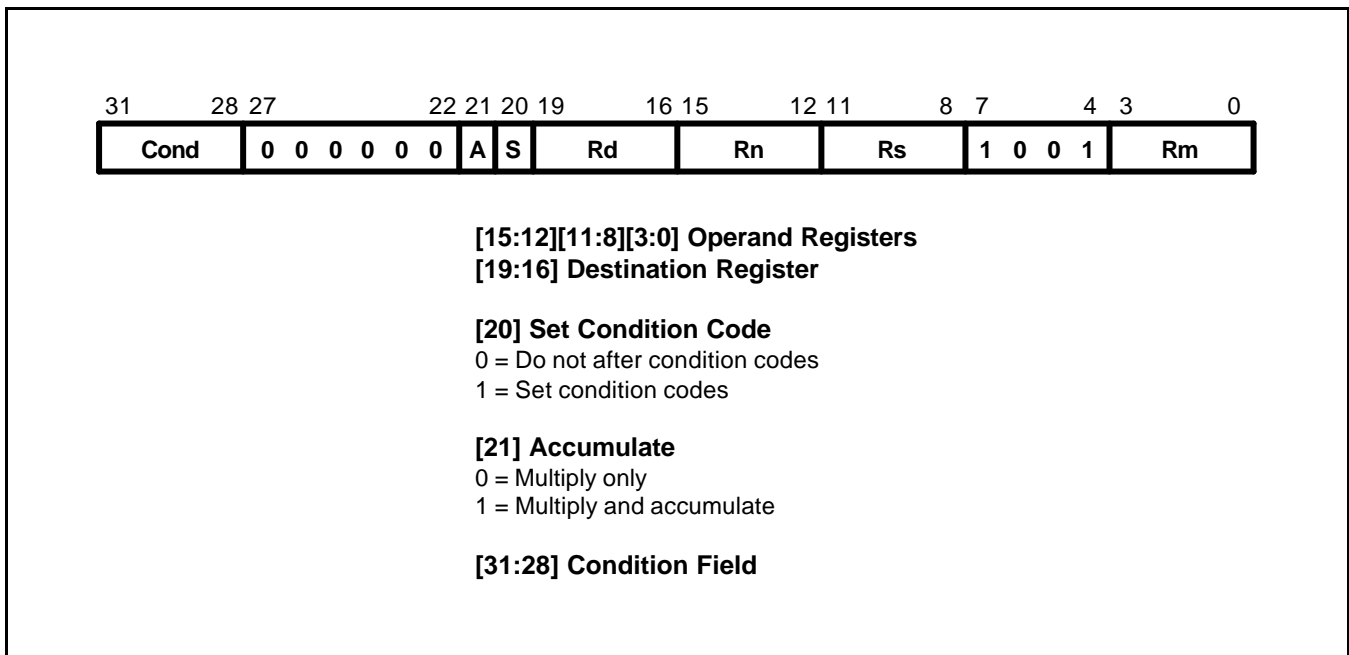 31 28 27 22 21 20 19 16 15 12 11 8 7 4 3 0
Cond 0 0 0 0 0 0 A S Rd Rn Rs 1 0 0 1 Rm
[15:12][11:8][3:0] Operand Registers
[19:16] Destination Register
[20] Set Condition Code
0 = Do not after condition codes
1 = Set condition codes
[21] Accumulate
0 = Multiply only
1 = Multiply and accumulate
[31:28] Condition Field